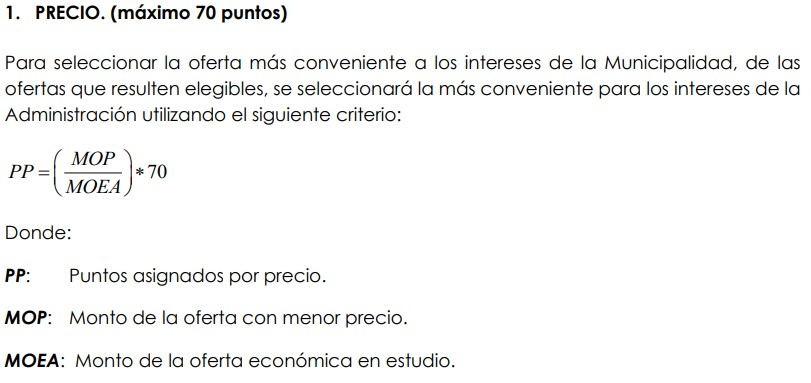 1. PRECIO. (máximo 70 puntos)
Para seleccionar la oferta más conveniente a los intereses de la Municipalidad, de las
ofertas que resulten elegibles, se seleccionará la más conveniente para los intereses de la
Administración utilizando el siguiente criterio:
PP = (MOP / MOEA) * 70
Donde:
PP: Puntos asignados por precio.
MOP: Monto de la oferta con menor precio.
MOEA: Monto de la oferta económica en estudio.